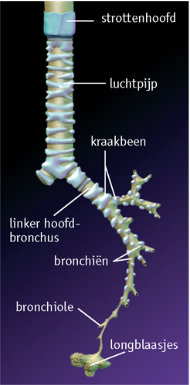 strottenhoofd
luchtpijp
kraakbeen
linker hoofd-
bronchus
bronchiën
bronchiole
longblaasjes